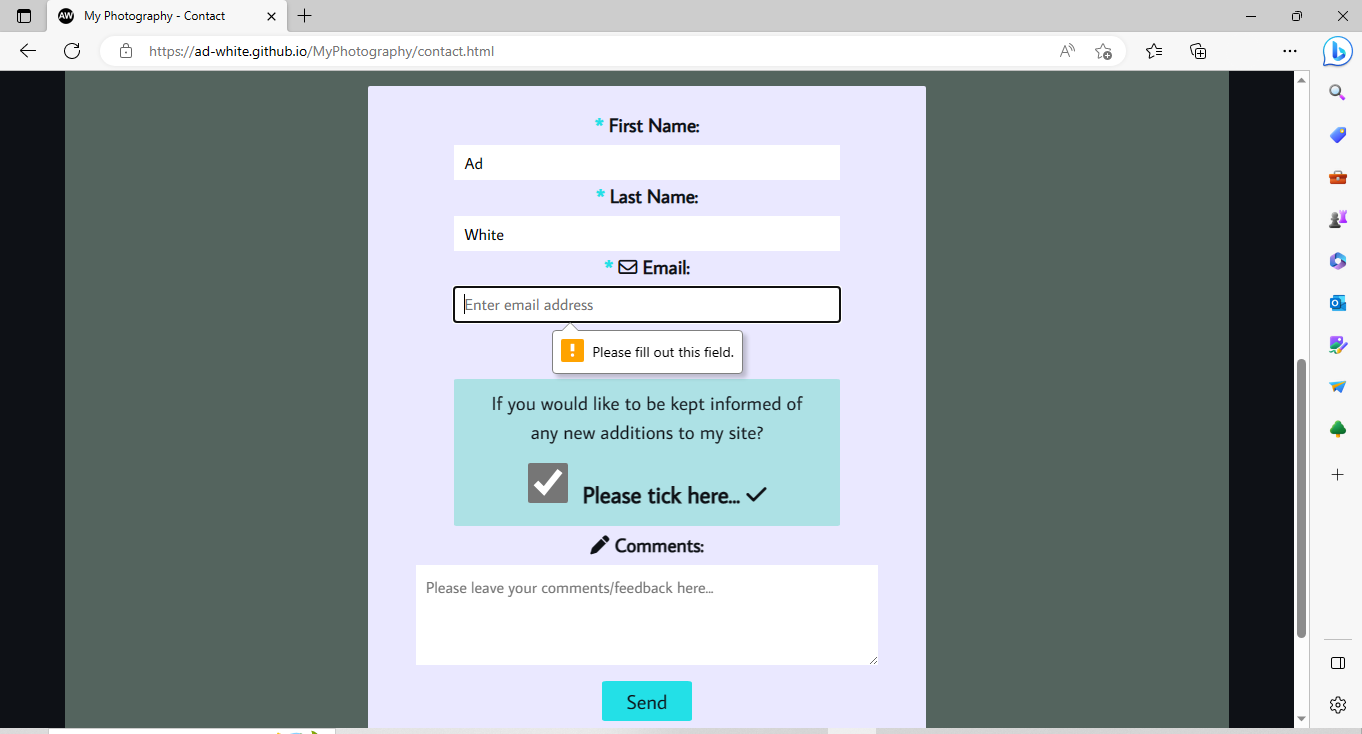 AW My Photography - Contact
https://ad-white.github.io/MyPhotography/contact.html
* First Name:
Ad
* Last Name:
White
* Email:
Enter email address
Please fill out this field.
If you would like to be kept informed of
any new additions to my site?
Please tick here...
Comments:
Please leave your comments/feedback here...
Send